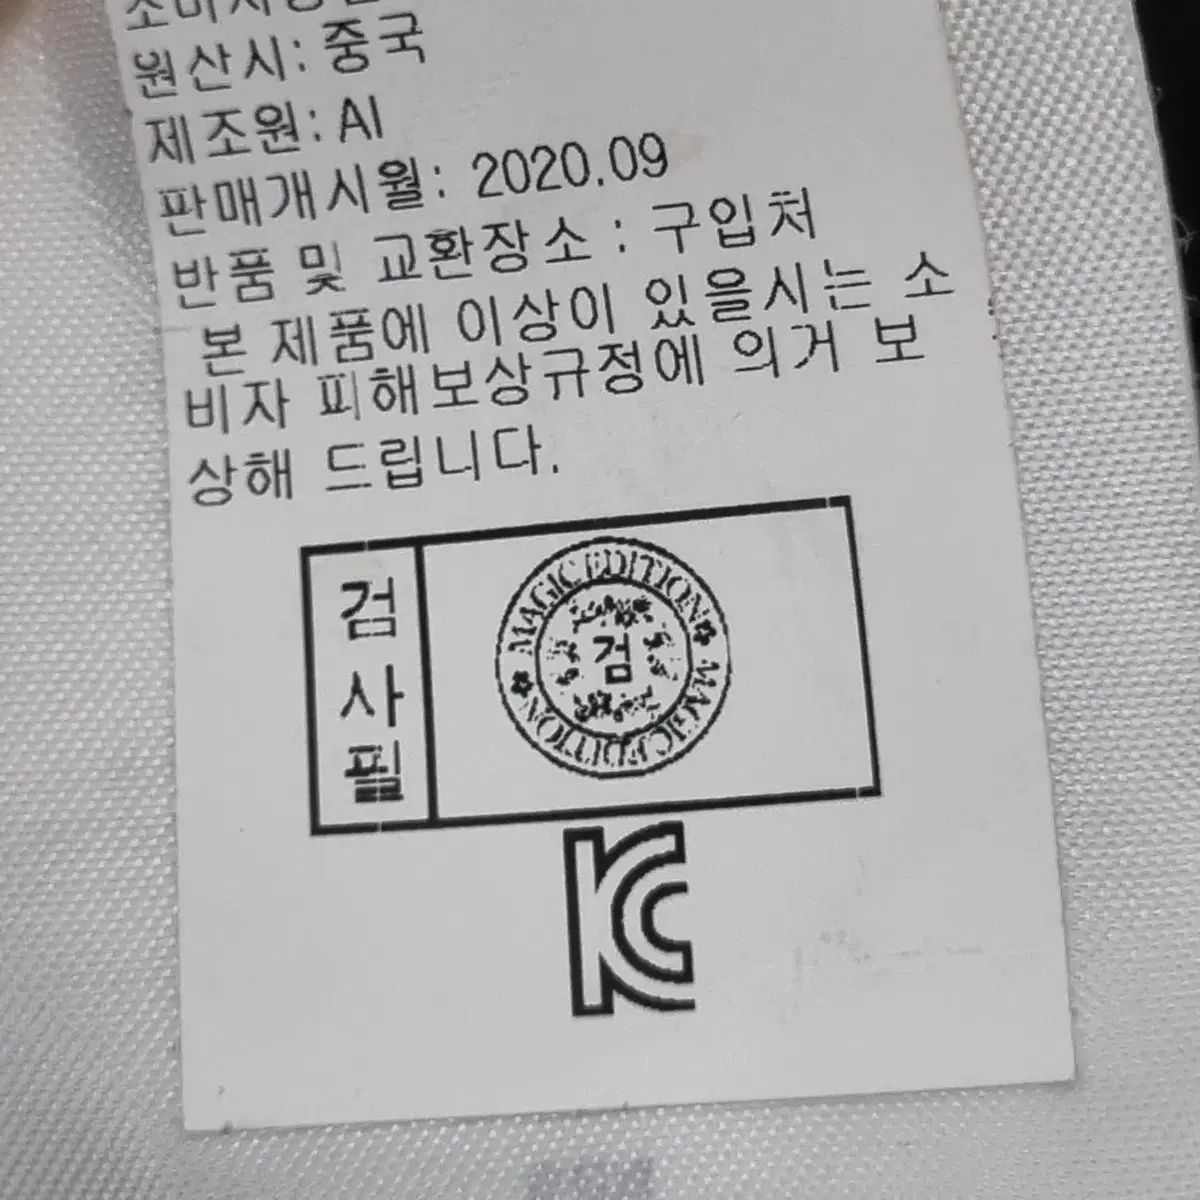 원산시: 중국
제조원: AI
판매개시월: 2020.09
반품 및 교환장소 : 구입처
본 제품에 이상이 있을시는 소
비자 피해보상규정에 의거 보
상해 드립니다.
검사필
MAGIC EDITION
검
MAGIC EDITION
KC